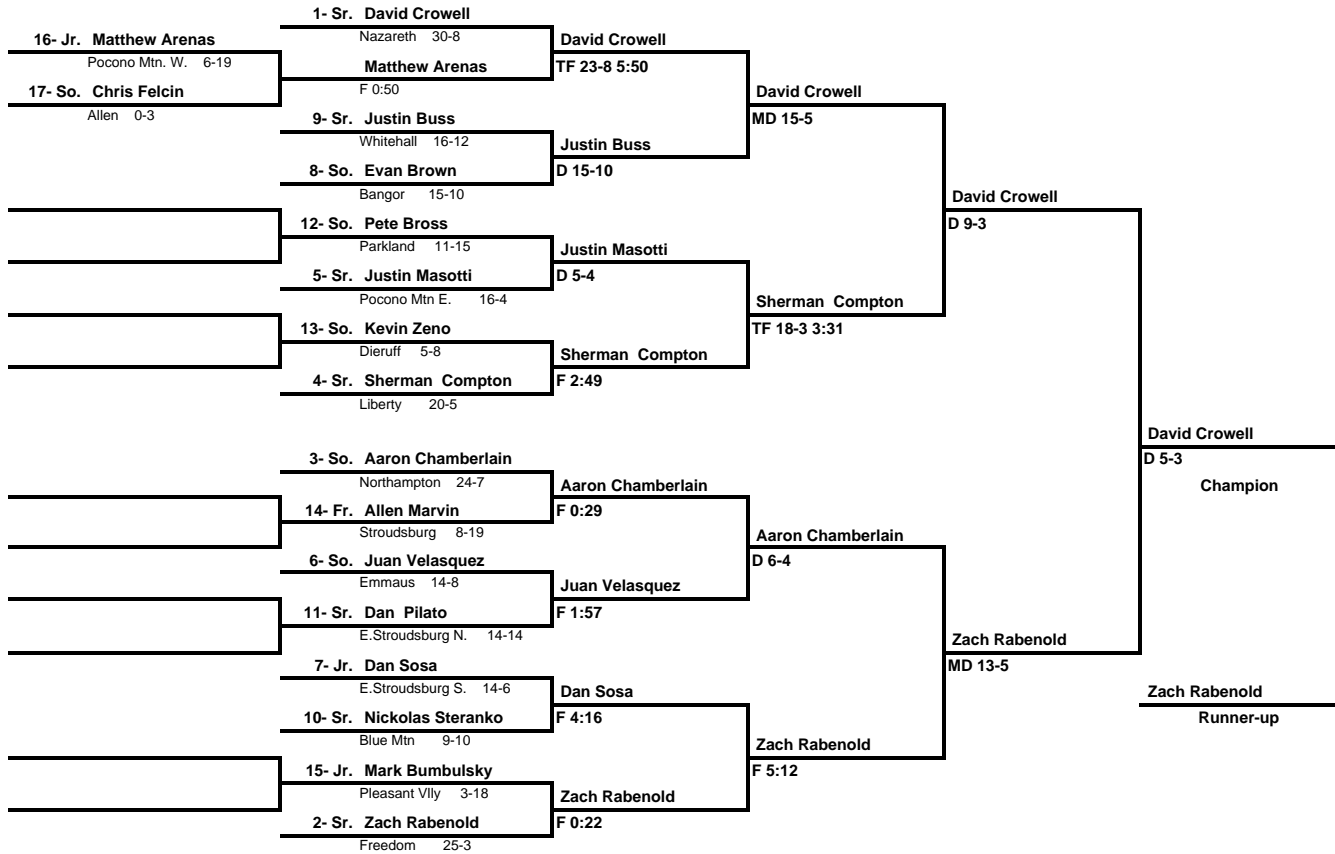 1- Sr. David Crowell
Nazareth 30-8
16- Jr. Matthew Arenas
David Crowell
Pocono Mtn. W. 6-19
Matthew Arenas
TF 23-8 5:50
17- So. Chris Felcin
F 0:50
David Crowell
Allen 0-3
9- Sr. Justin Buss
MD 15-5
Whitehall 16-12
Justin Buss
8- So. Evan Brown
D 15-10
Bangor 15-10
David Crowell
12- So. Pete Bross
D 9-3
Parkland 11-15
Justin Masotti
5- Sr. Justin Masotti
D 5-4
Pocono Mtn E. 16-4
Sherman Compton
13- So. Kevin Zeno
TF 18-3 3:31
Dieruff 5-8
Sherman Compton
4- Sr. Sherman Compton
F 2:49
Liberty 20-5
David Crowell
3- So. Aaron Chamberlain
D 5-3
Northampton 24-7
Aaron Chamberlain
Champion
14- Fr. Allen Marvin
F 0:29
Stroudsburg 8-19
Aaron Chamberlain
6- So. Juan Velasquez
D 6-4
Emmaus 14-8
Juan Velasquez
11- Sr. Dan Pilato
F 1:57
E.Stroudsburg N. 14-14
Zach Rabenold
7- Jr. Dan Sosa
MD 13-5
E.Stroudsburg S. 14-6
Dan Sosa
Zach Rabenold
10- Sr. Nickolas Steranko
F 4:16
Runner-up
Blue Mtn 9-10
Zach Rabenold
15- Jr. Mark Bumbulsky
F 5:12
Pleasant Vlly 3-18
Zach Rabenold
2- Sr. Zach Rabenold
F 0:22
Freedom 25-3